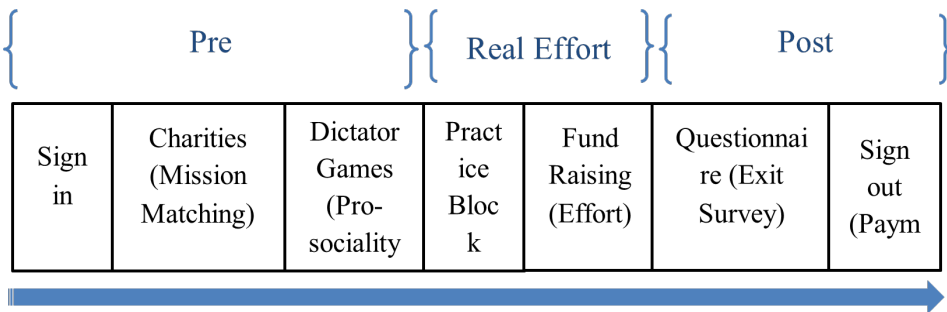 Pre
Real Effort
Post
Sign
in
Charities
(Mission
Matching)
Dictator
Games
(Pro-
sociality
Pract
ice
Bloc
k
Fund
Raising
(Effort)
Questionnai
re (Exit
Survey)
Sign
out
(Paym